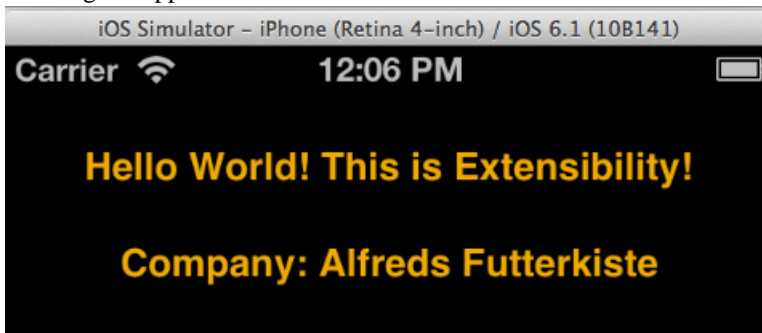 iOS Simulator – iPhone (Retina 4-inch) / iOS 6.1 (10B141)
Carrier 12:06 PM
Hello World! This is Extensibility!
Company: Alfreds Futterkiste